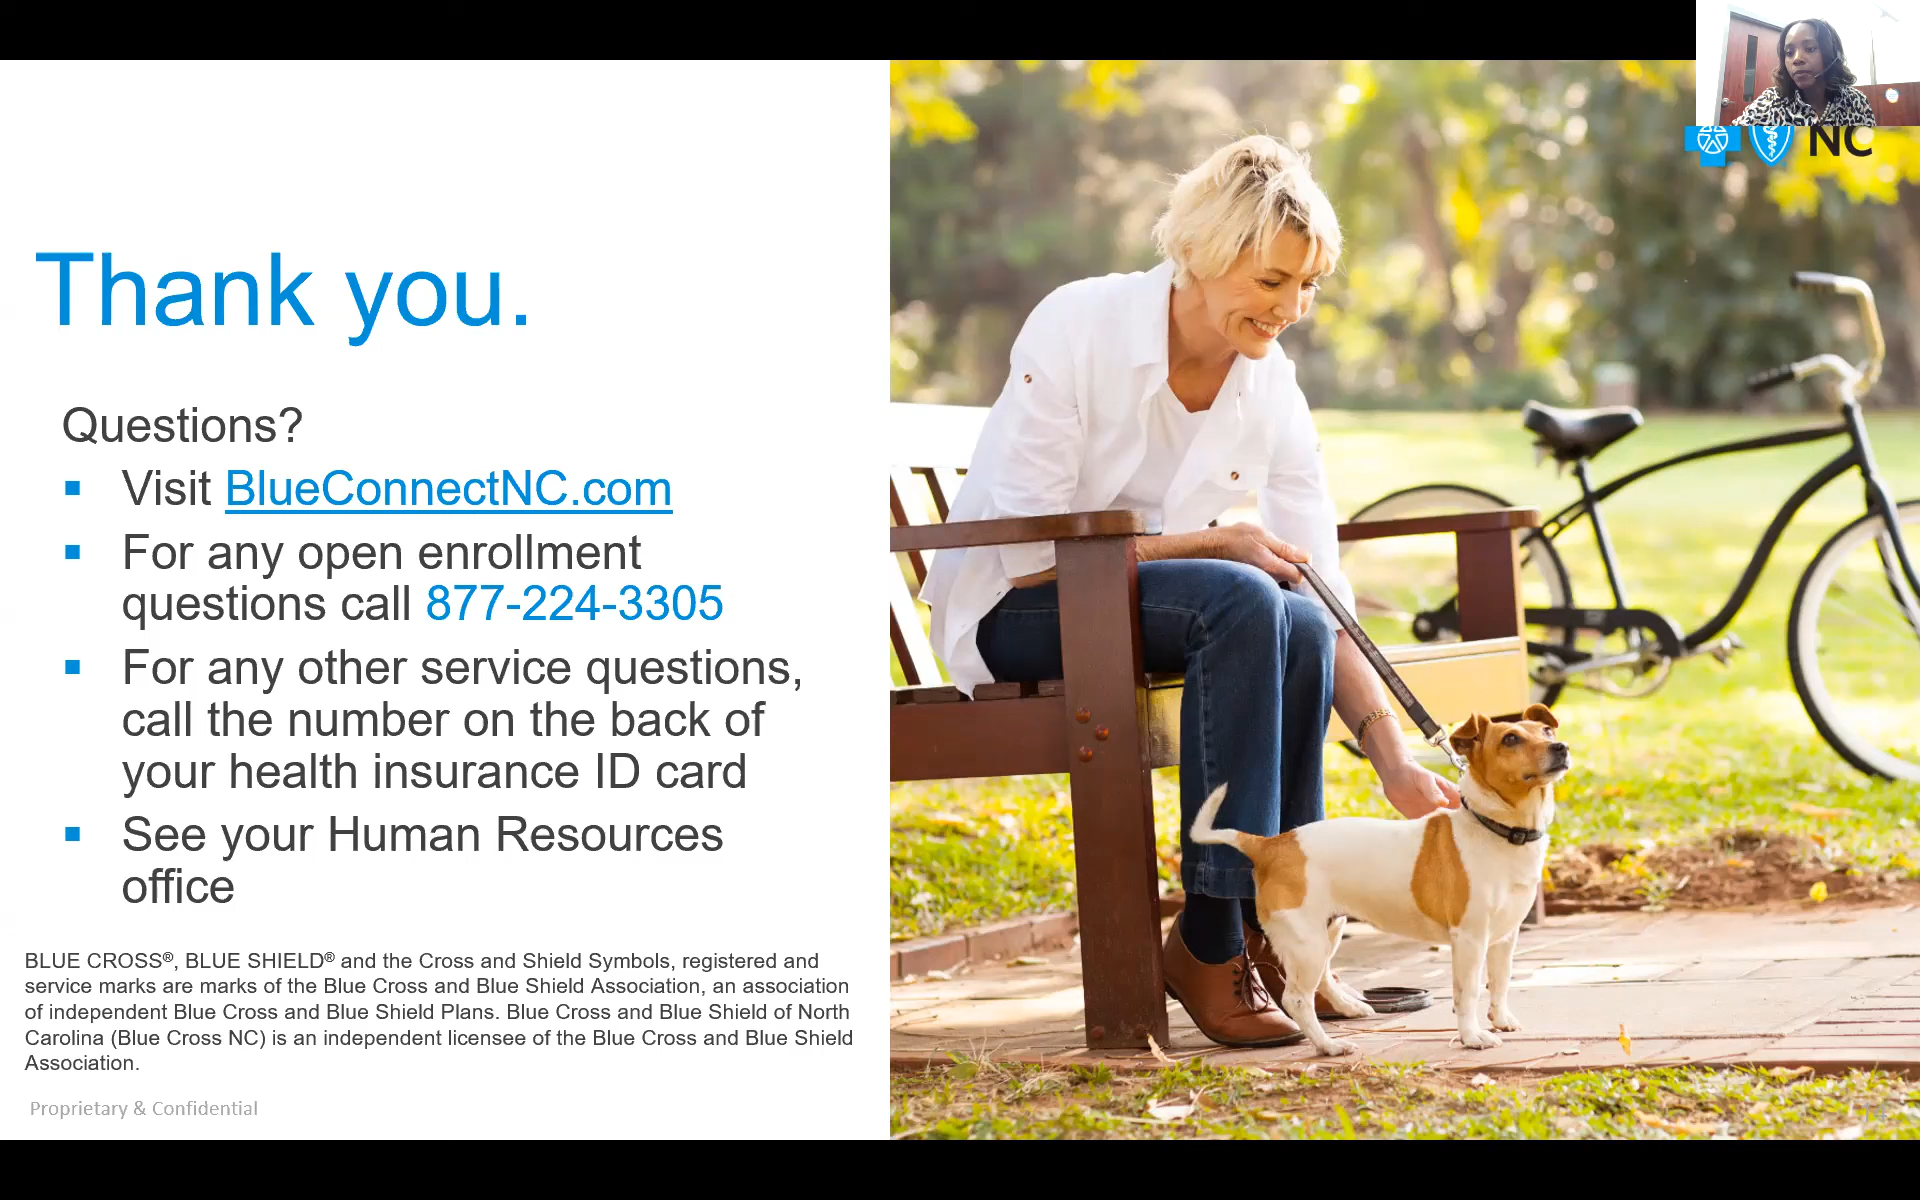 NC
Thank you.
Questions?
▪ Visit BlueConnectNC.com
▪ For any open enrollment
questions call 877-224-3305
▪ For any other service questions,
call the number on the back of
your health insurance ID card
▪ See your Human Resources
office
BLUE CROSS®, BLUE SHIELD® and the Cross and Shield Symbols, registered and
service marks are marks of the Blue Cross and Blue Shield Association, an association
of independent Blue Cross and Blue Shield Plans. Blue Cross and Blue Shield of North
Carolina (Blue Cross NC) is an independent licensee of the Blue Cross and Blue Shield
Association.
Proprietary & Confidential